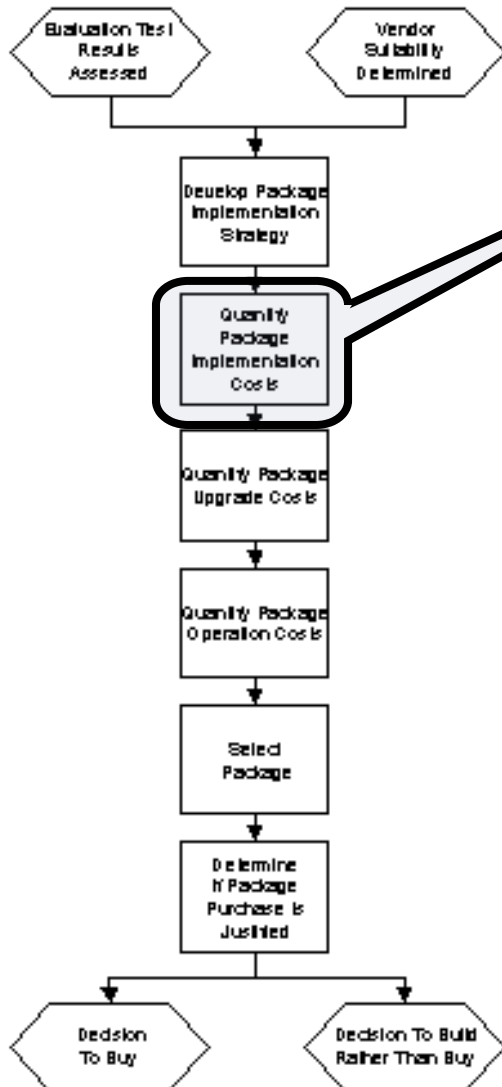 Evaluation Test
Results
Assessed
Vendor
Suitability
Determined
Develop Package
Implementation
Strategy
Quantify
Package
Implementation
Costs
Quantify Package
Upgrade Costs
Quantify Package
Operation Costs
Select
Package
Determine
If Package
Purchase Is
Justified
Decision
To Buy
Decision To Build
Rather Than Buy